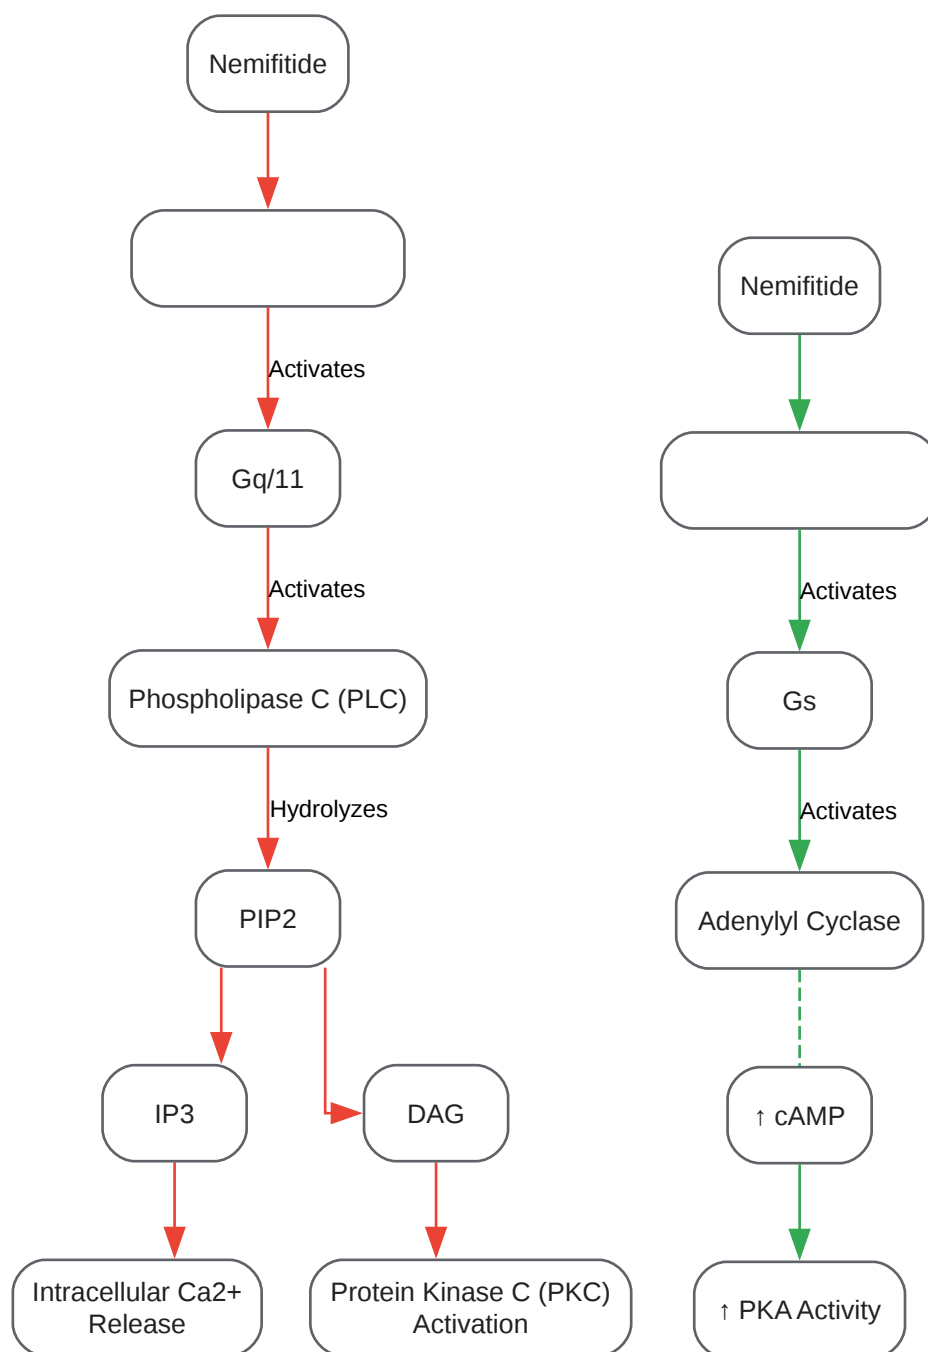 Nemifitide
Activates
Gq/11
Activates
Phospholipase C (PLC)
Hydrolyzes
PIP2
IP3
DAG
Intracellular Ca2+
Release
Protein Kinase C (PKC)
Activation
Nemifitide
Activates
Gs
Activates
Adenylyl Cyclase
↑ cAMP
↑ PKA Activity